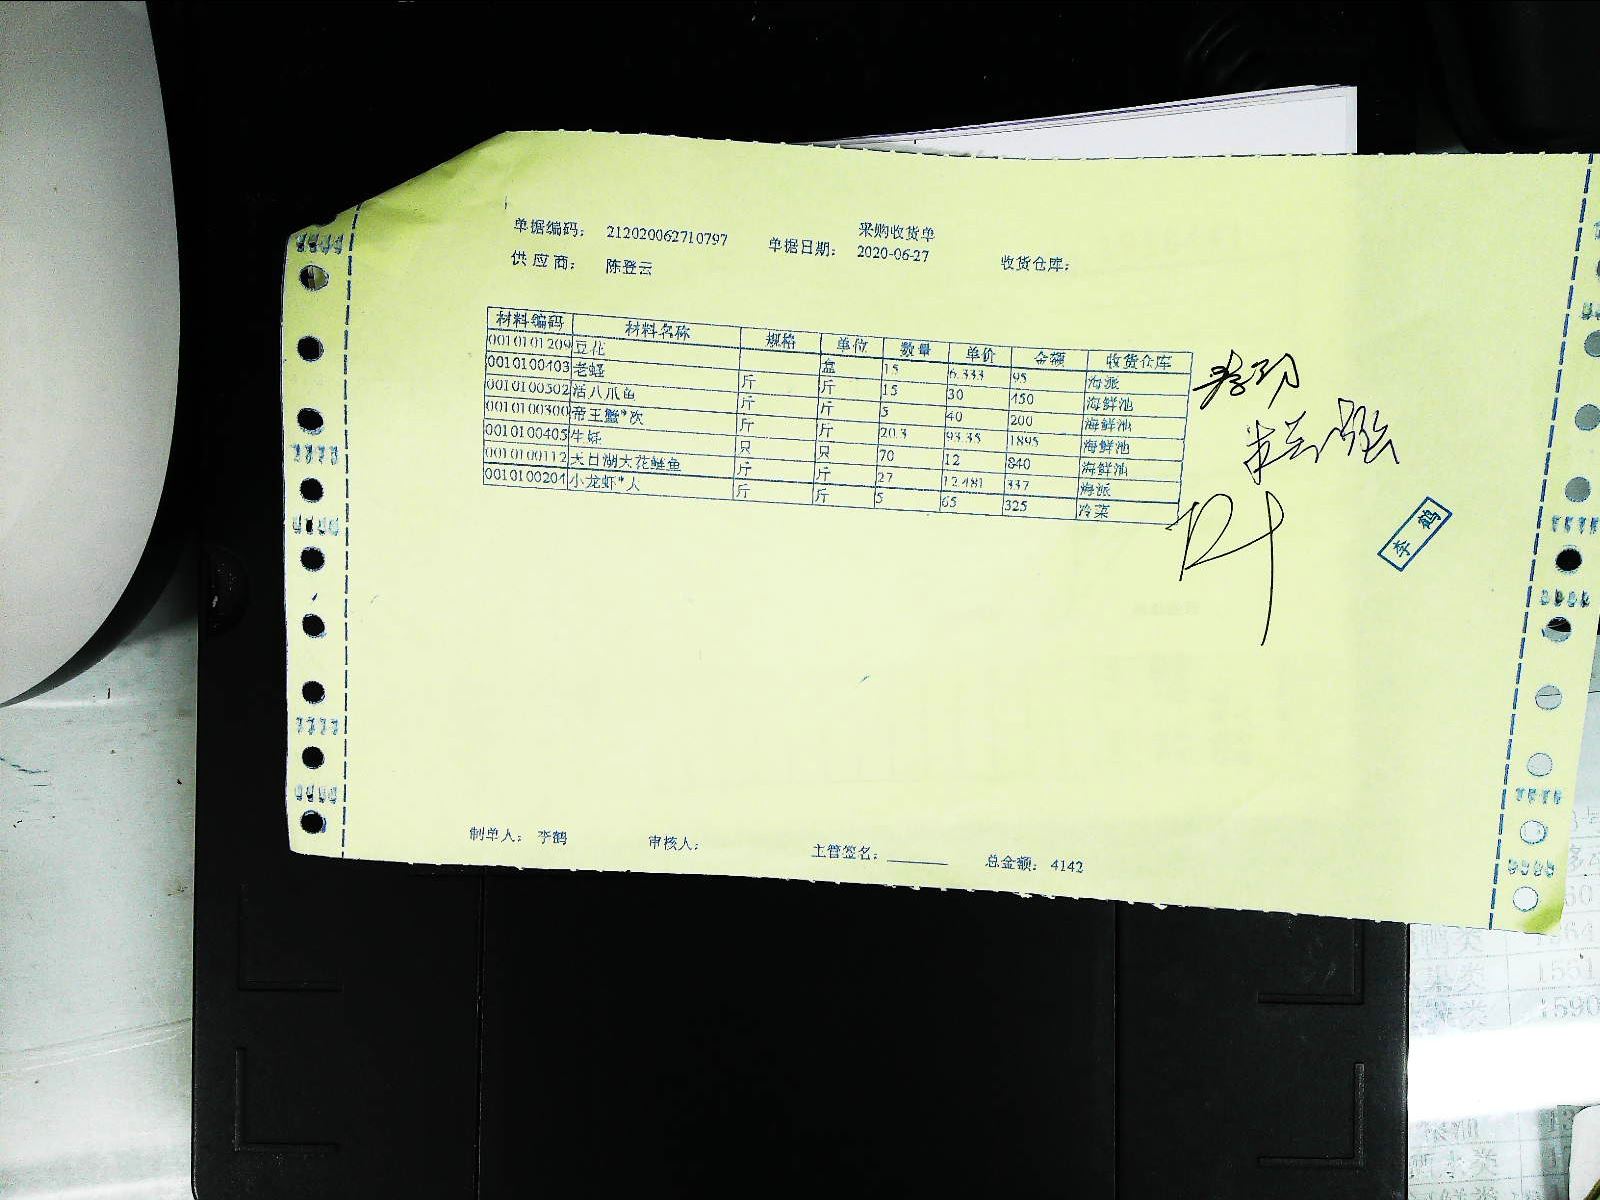 采购收货单
单据编码： 212020062710797 单据日期： 2020-06-27 收货仓库：
供 应 商： 陈登云
材料编码 材料名称 规格 单位 数量 单价 金额 收货仓库
0010101209 豆花 盒 15 6.333 95 海派
0010100403 老蛏 斤 斤 15 30 450 海鲜池
0010100502 活八爪鱼 斤 斤 5 40 200 海鲜池
0010100300 帝王蟹*次 斤 斤 20.3 93.35 1895 海鲜池
0010100405 牛蛙 只 只 70 12 840 海鲜池
0010100112 天目湖大花鲢鱼 斤 斤 27 12.481 337 海派
0010100201 小龙虾*人 斤 斤 5 65 325 冷菜
李鹤
制单人： 李鹤 审核人： 主管签名： 总金额： 4142